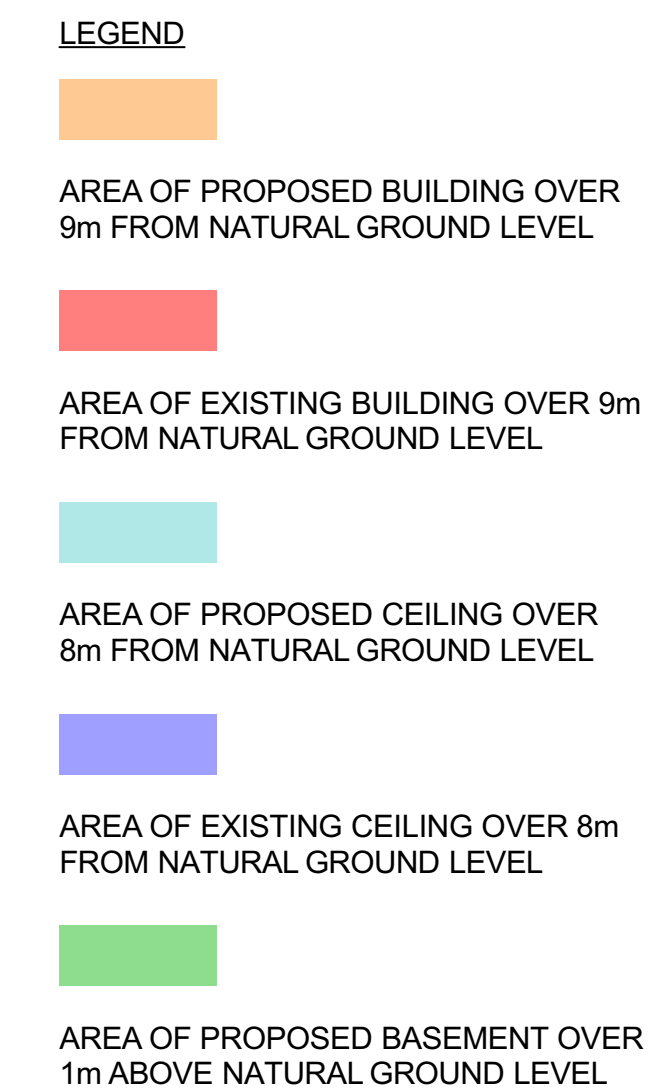 LEGEND
AREA OF PROPOSED BUILDING OVER
9m FROM NATURAL GROUND LEVEL
AREA OF EXISTING BUILDING OVER 9m
FROM NATURAL GROUND LEVEL
AREA OF PROPOSED CEILING OVER
8m FROM NATURAL GROUND LEVEL
AREA OF EXISTING CEILING OVER 8m
FROM NATURAL GROUND LEVEL
AREA OF PROPOSED BASEMENT OVER
1m ABOVE NATURAL GROUND LEVEL